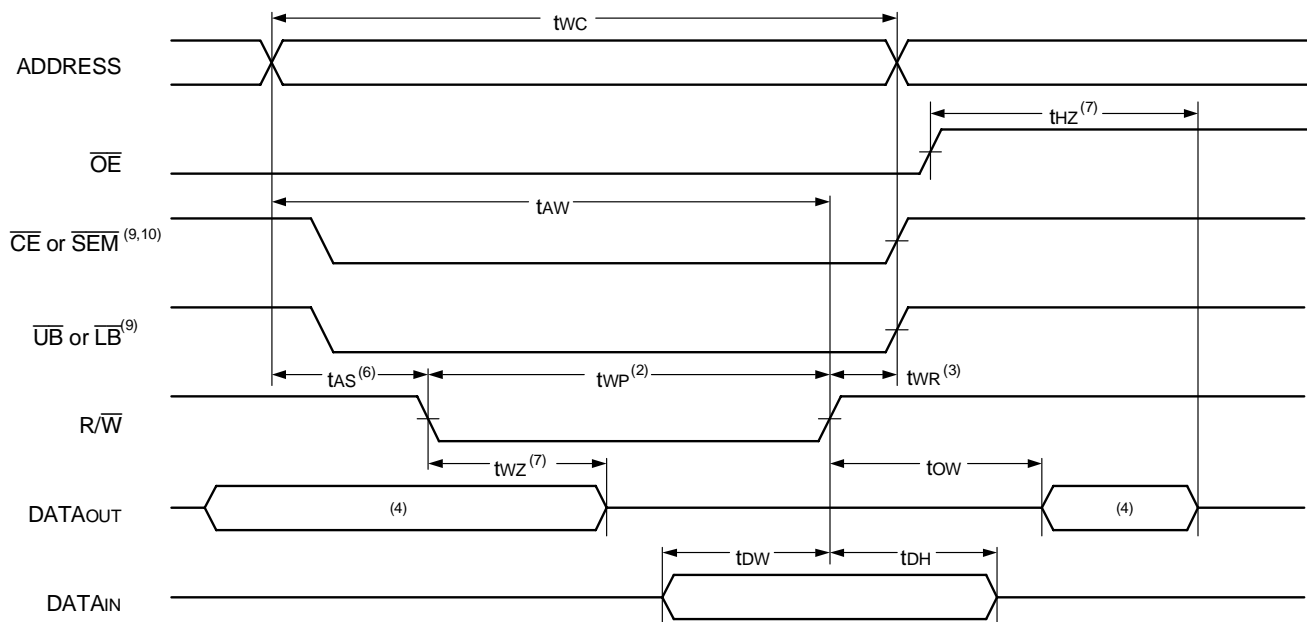 tWC
ADDRESS
tHZ(7)
OE
tAW
CE or SEM(9,10)
UB or LB(9)
tAS(6) tWP(2) tWR(3)
R/W
tWZ(7) tOW
DATAOUT (4) (4)
tDW tDH
DATAIN